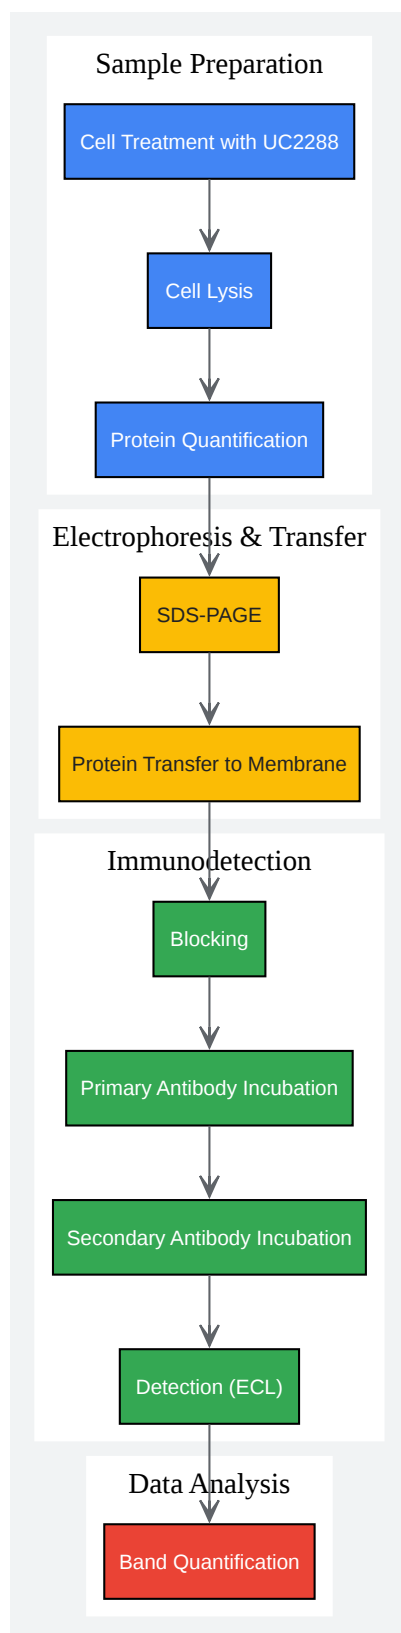 Sample Preparation
Cell Treatment with UC2288
Cell Lysis
Protein Quantification
Electrophoresis & Transfer
SDS-PAGE
Protein Transfer to Membrane
Immunodetection
Blocking
Primary Antibody Incubation
Secondary Antibody Incubation
Detection (ECL)
Data Analysis
Band Quantification